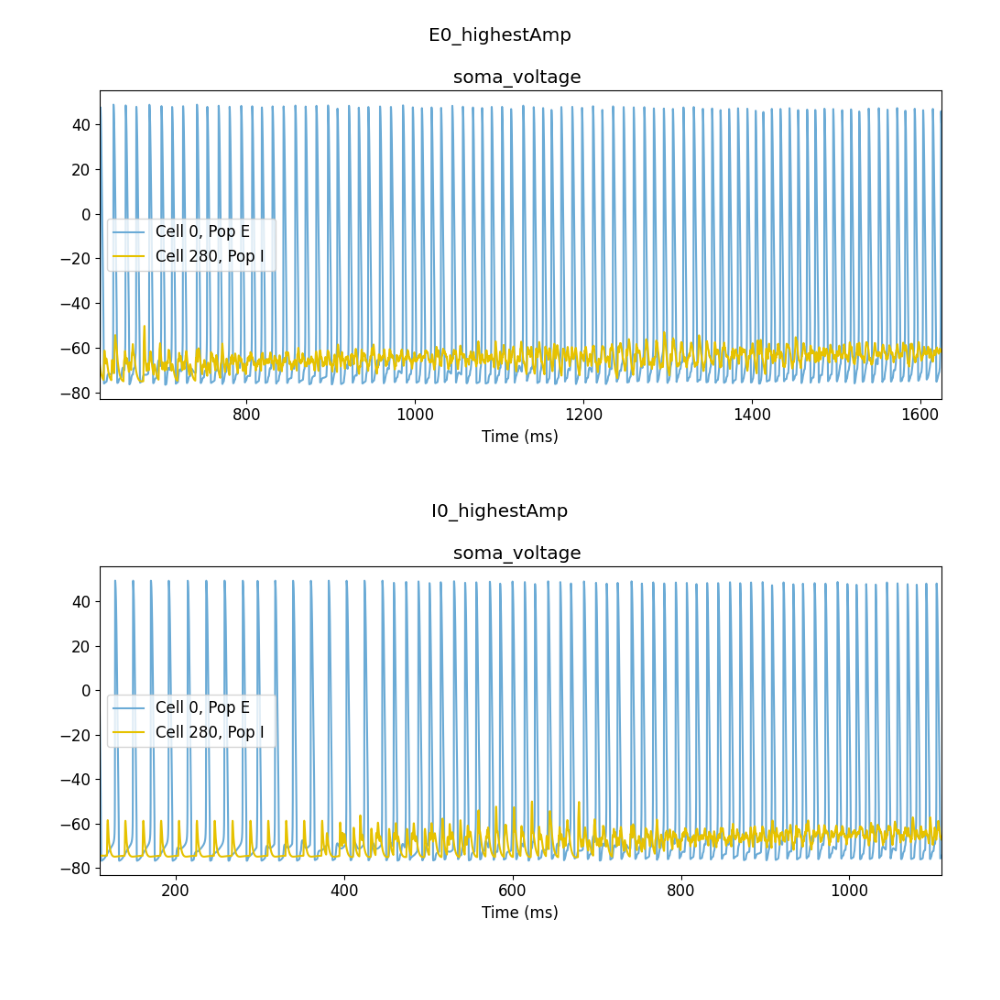 E0_highestAmp
soma_voltage
40
20
0
−20
−40
−60
−80
Cell 0, Pop E
Cell 280, Pop I
800 1000 1200 1400 1600
Time (ms)
I0_highestAmp
soma_voltage
40
20
0
−20
−40
−60
−80
Cell 0, Pop E
Cell 280, Pop I
200 400 600 800 1000
Time (ms)